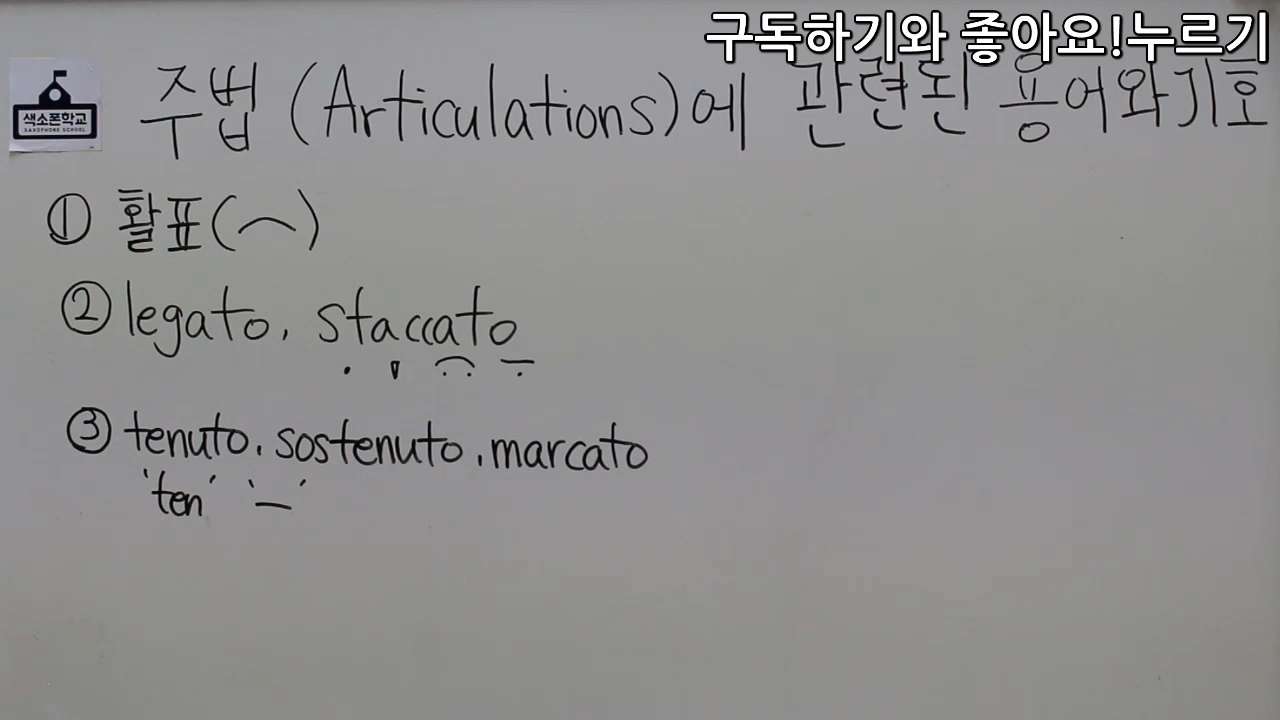 구독하기와 좋아요!누르기
색소폰학교
SAXOPHONE SCHOOL
주법 (Articulations)에 관련된 용어와기호
① 활표(⌒)
② legato, staccato
③ tenuto, sostenuto, marcato
'ten' '—'